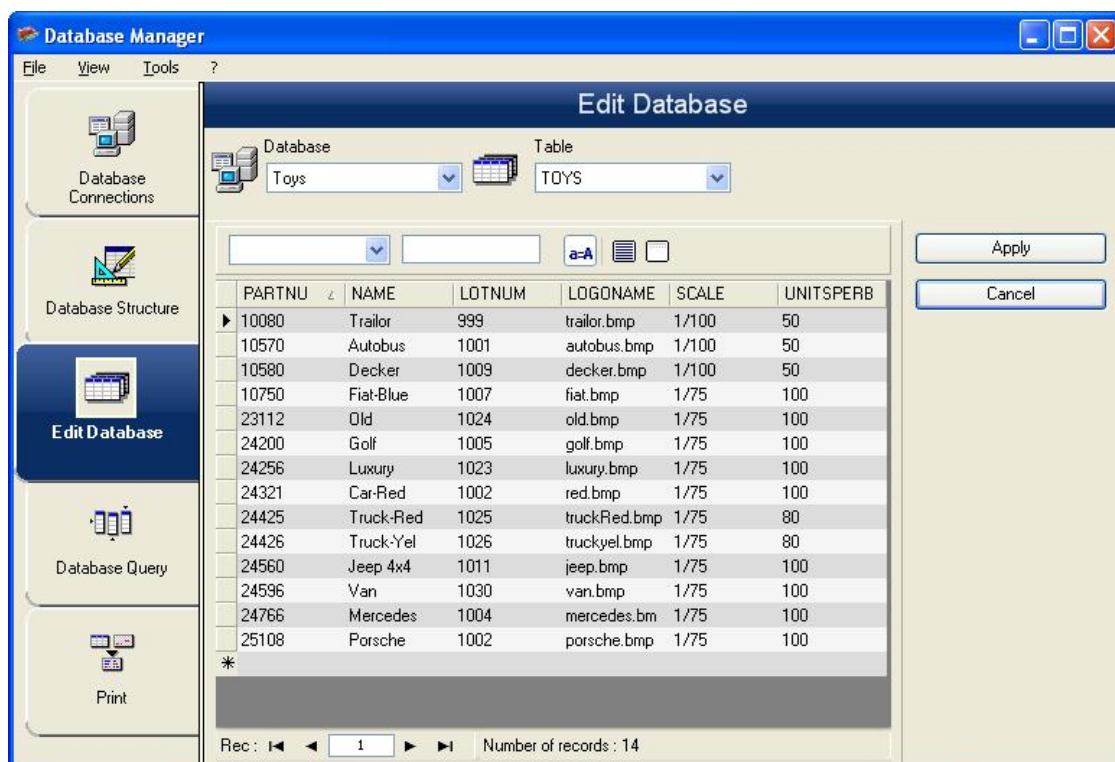 Database Manager
File View Tools ?
Edit Database
Database Connections
Database Structure
Edit Database
Database Query
Print
Database Table
Toys TOYS
a=A
Apply
Cancel
PARTNU NAME LOTNUM LOGONAME SCALE UNITSPERB
10080 Trailor 999 trailor.bmp 1/100 50
10570 Autobus 1001 autobus.bmp 1/100 50
10580 Decker 1009 decker.bmp 1/100 50
10750 Fiat-Blue 1007 fiat.bmp 1/75 100
23112 Old 1024 old.bmp 1/75 100
24200 Golf 1005 golf.bmp 1/75 100
24256 Luxury 1023 luxury.bmp 1/75 100
24321 Car-Red 1002 red.bmp 1/75 100
24425 Truck-Red 1025 truckRed.bmp 1/75 80
24426 Truck-Yel 1026 truckyel.bmp 1/75 80
24560 Jeep 4x4 1011 jeep.bmp 1/75 100
24596 Van 1030 van.bmp 1/75 100
24766 Mercedes 1004 mercedes.bm 1/75 100
25108 Porsche 1002 porsche.bmp 1/75 100
Rec : 1 Number of records : 14